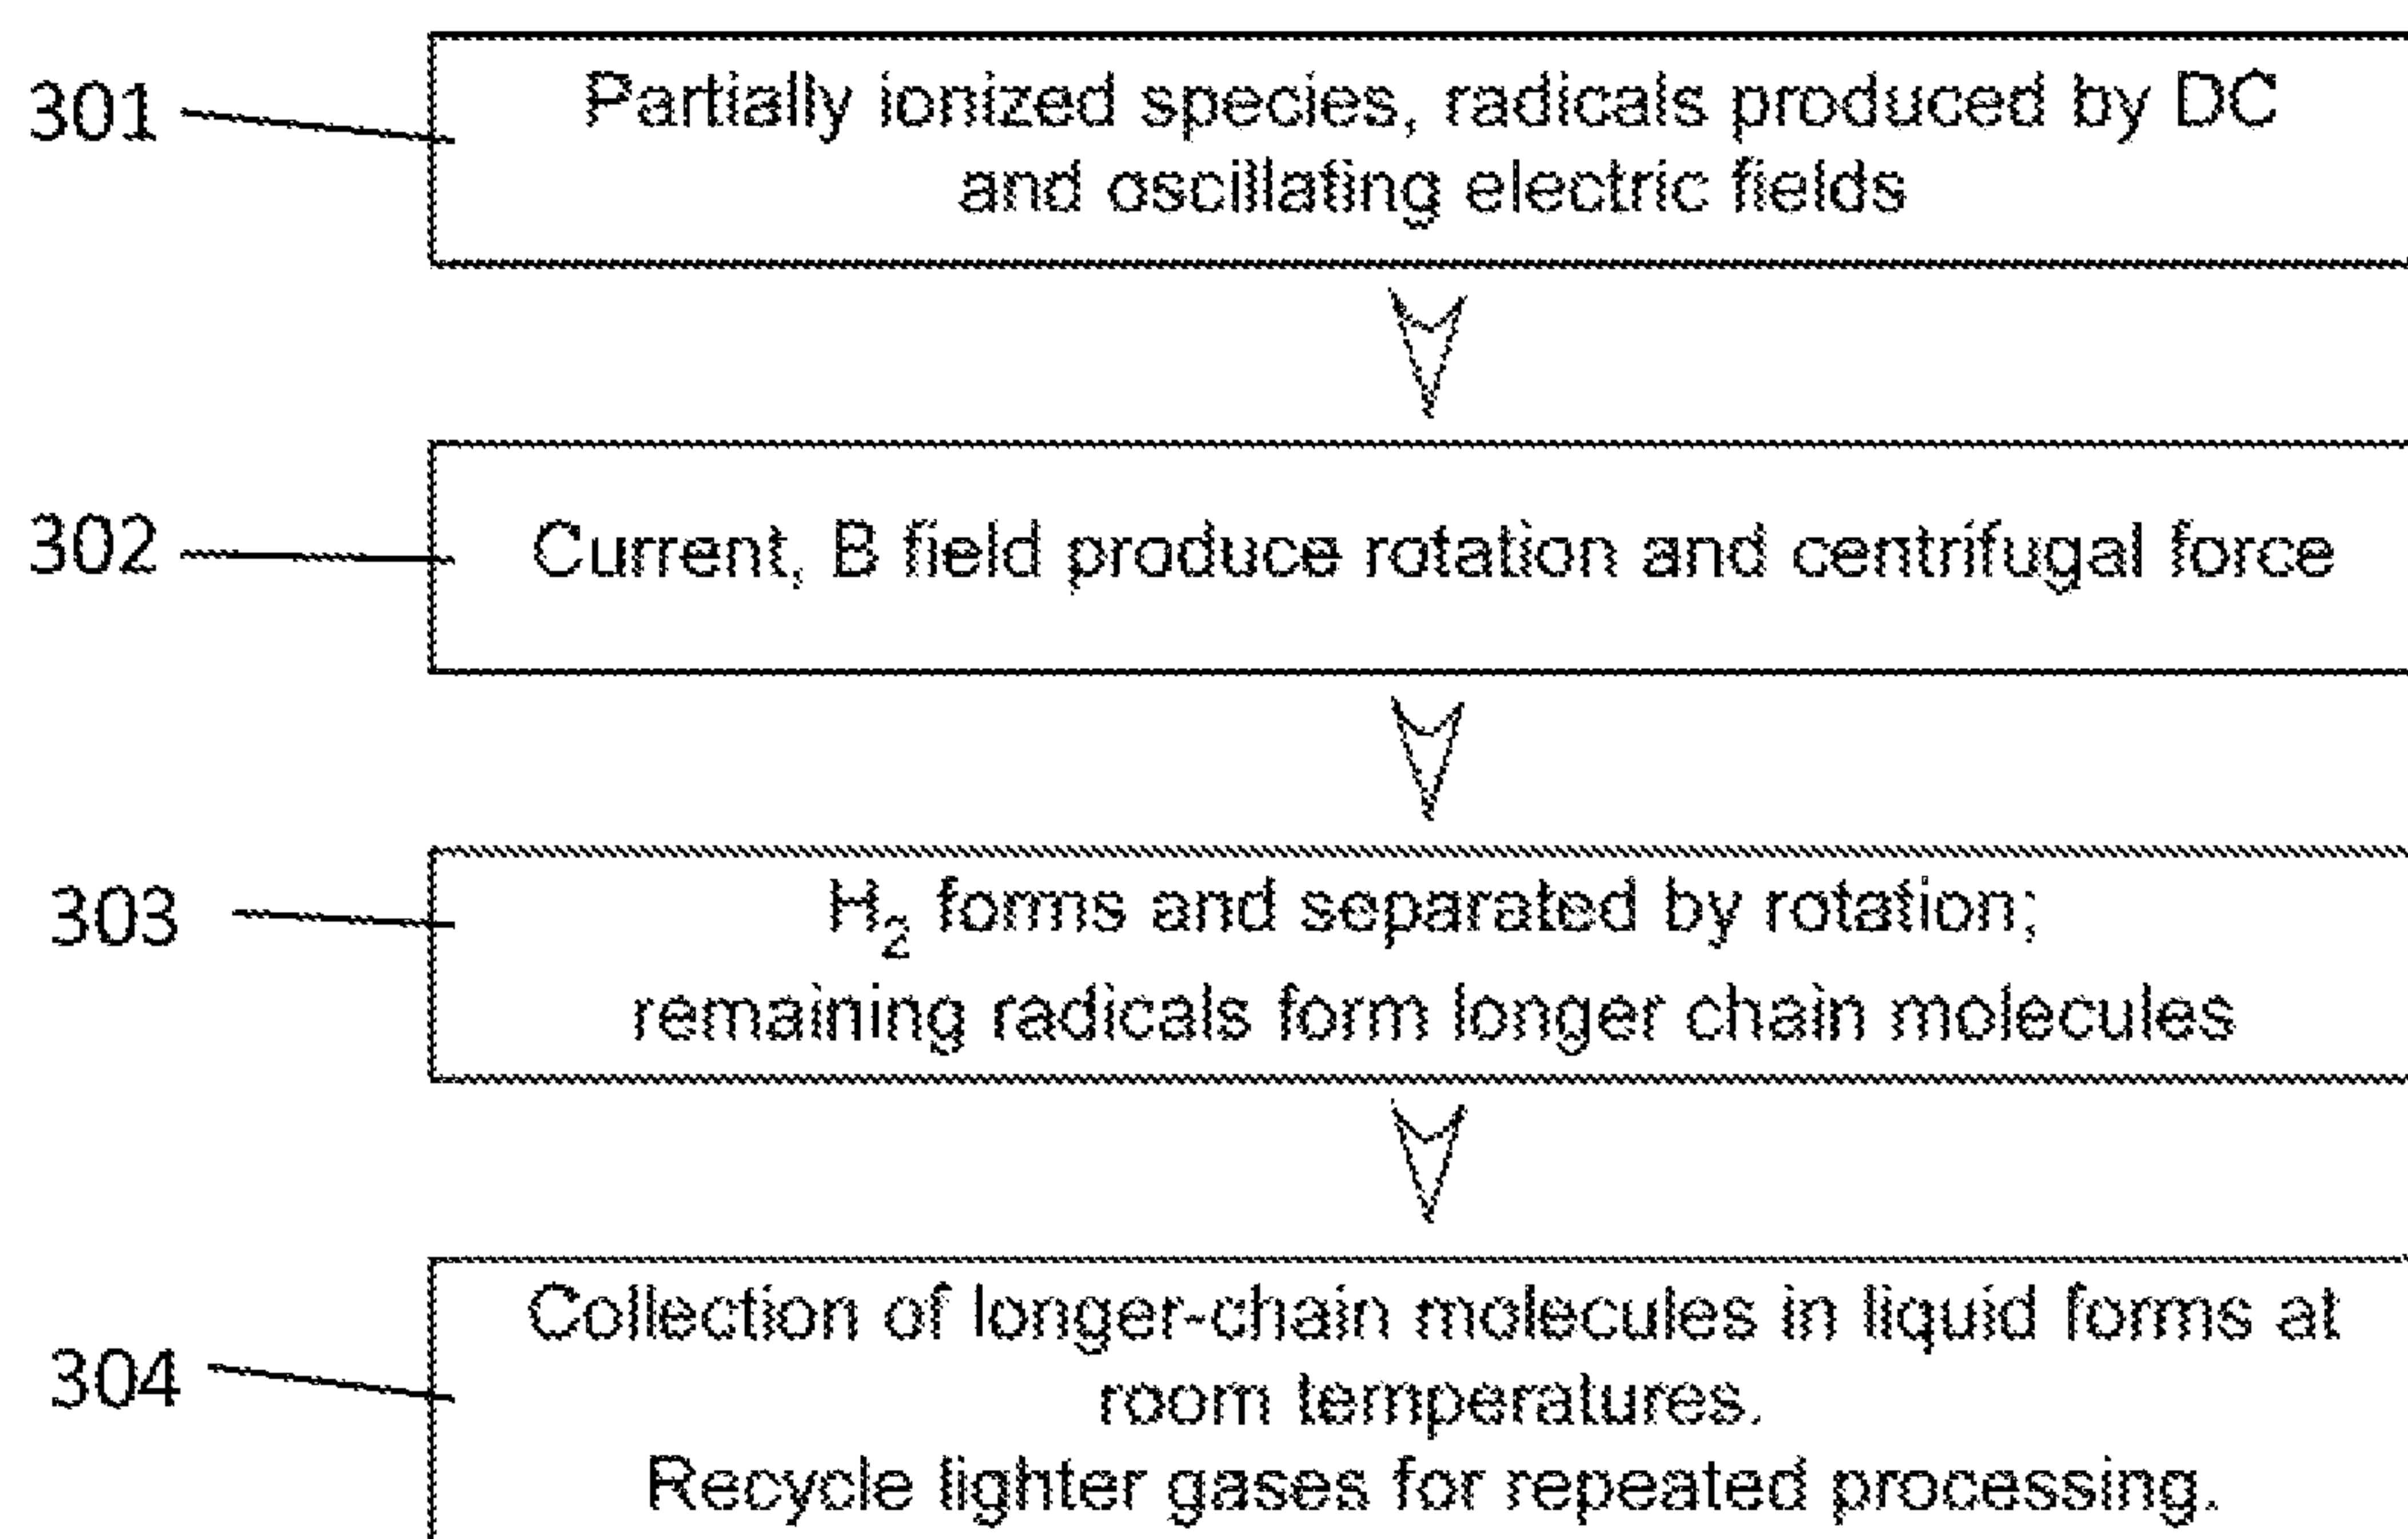 301
Partially ionized species, radicals produced by DC
and oscillating electric fields
302
Current, B field produce rotation and centrifugal force
303
H₂ forms and separated by rotation;
remaining radicals form longer chain molecules
304
Collection of longer-chain molecules in liquid forms at
room temperatures.
Recycle lighter gases for repeated processing.